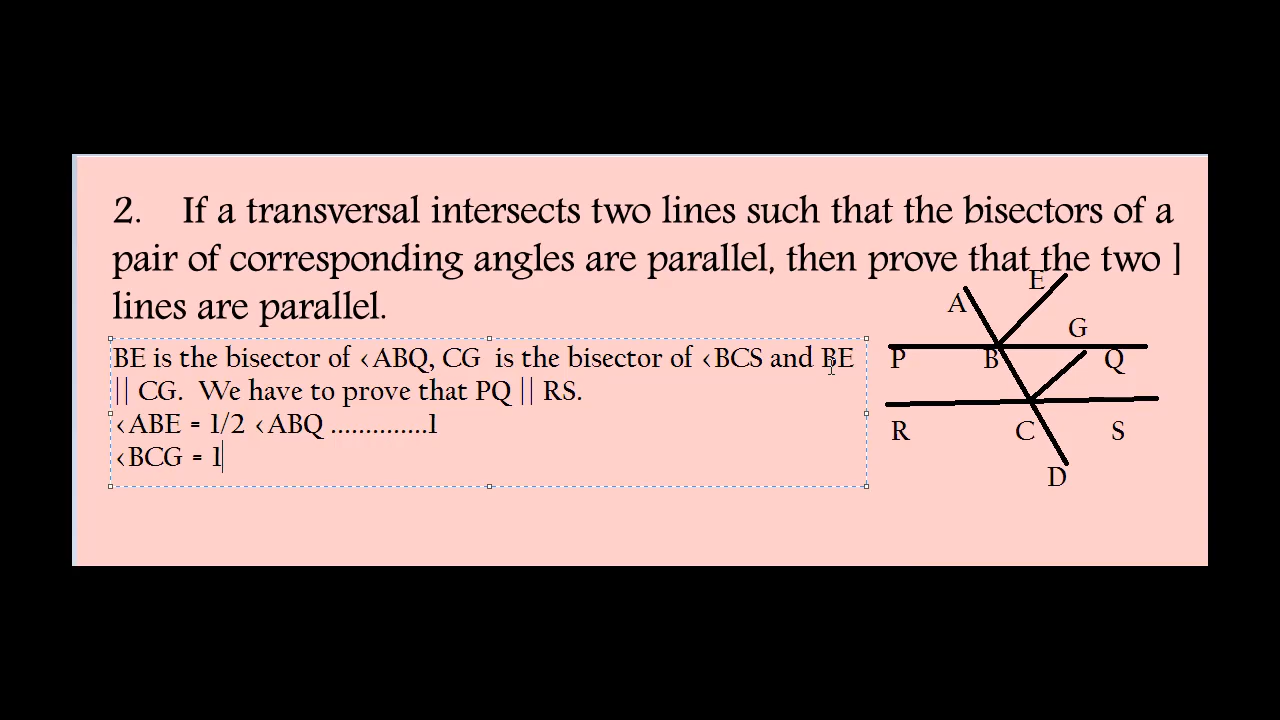 2. If a transversal intersects two lines such that the bisectors of a
pair of corresponding angles are parallel, then prove that the two ]
lines are parallel.
E
A
G
P
B
Q
R
C
S
D
BE is the bisector of <ABQ, CG is the bisector of <BCS and BE
|| CG. We have to prove that PQ || RS.
<ABE = 1/2 <ABQ ..............1
<BCG = 1